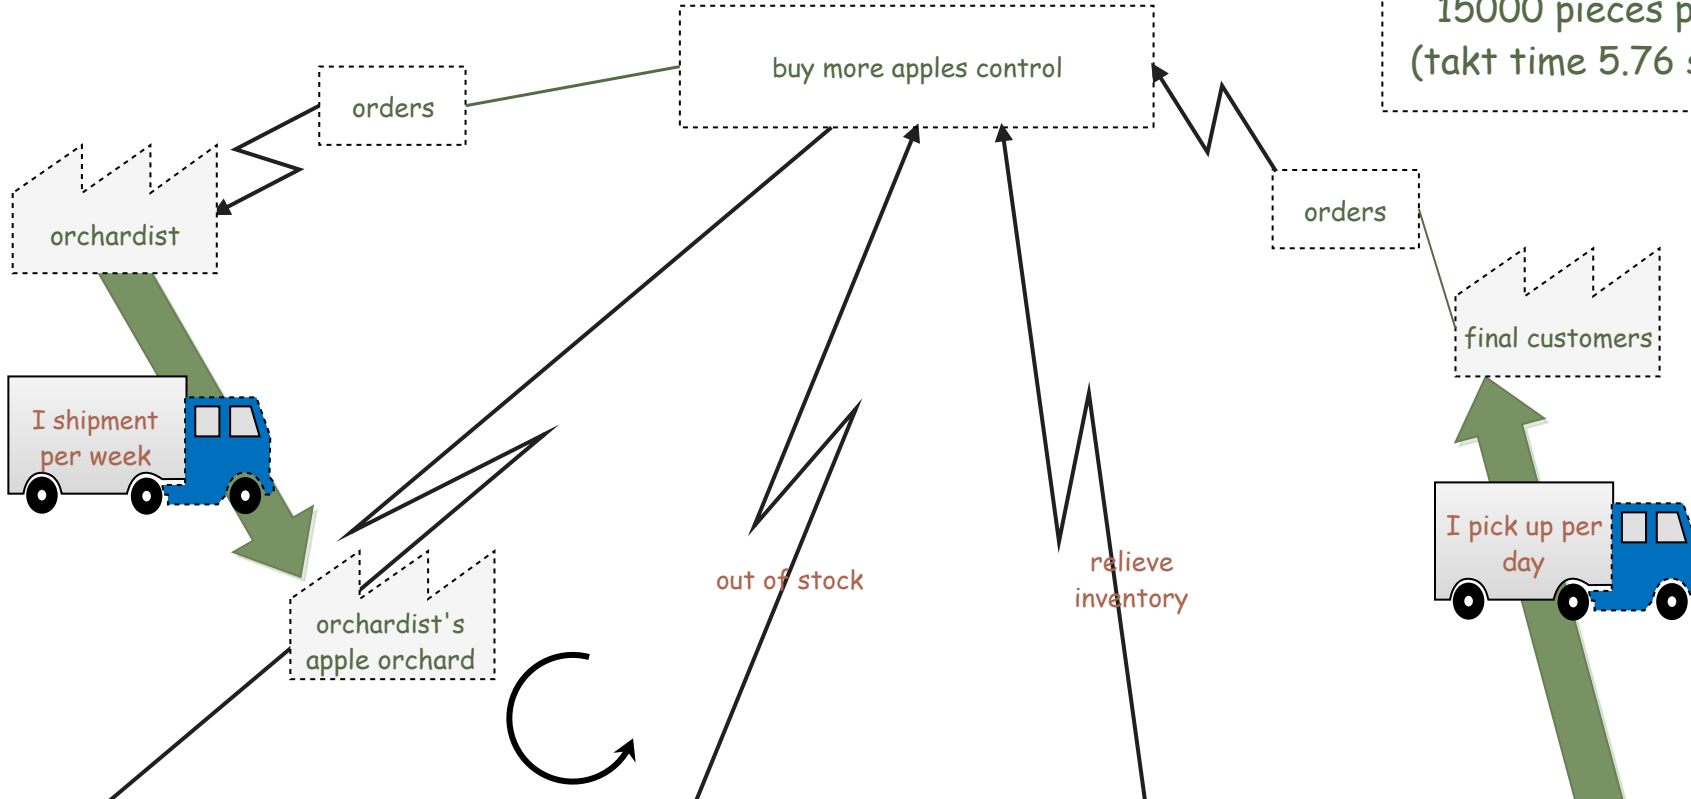 15000 pieces p
(takt time 5.76 s
buy more apples control
orders
orders
orchardist
final customers
I shipment
per week
I pick up per
day
out of stock
relieve
inventory
orchardist's
apple orchard